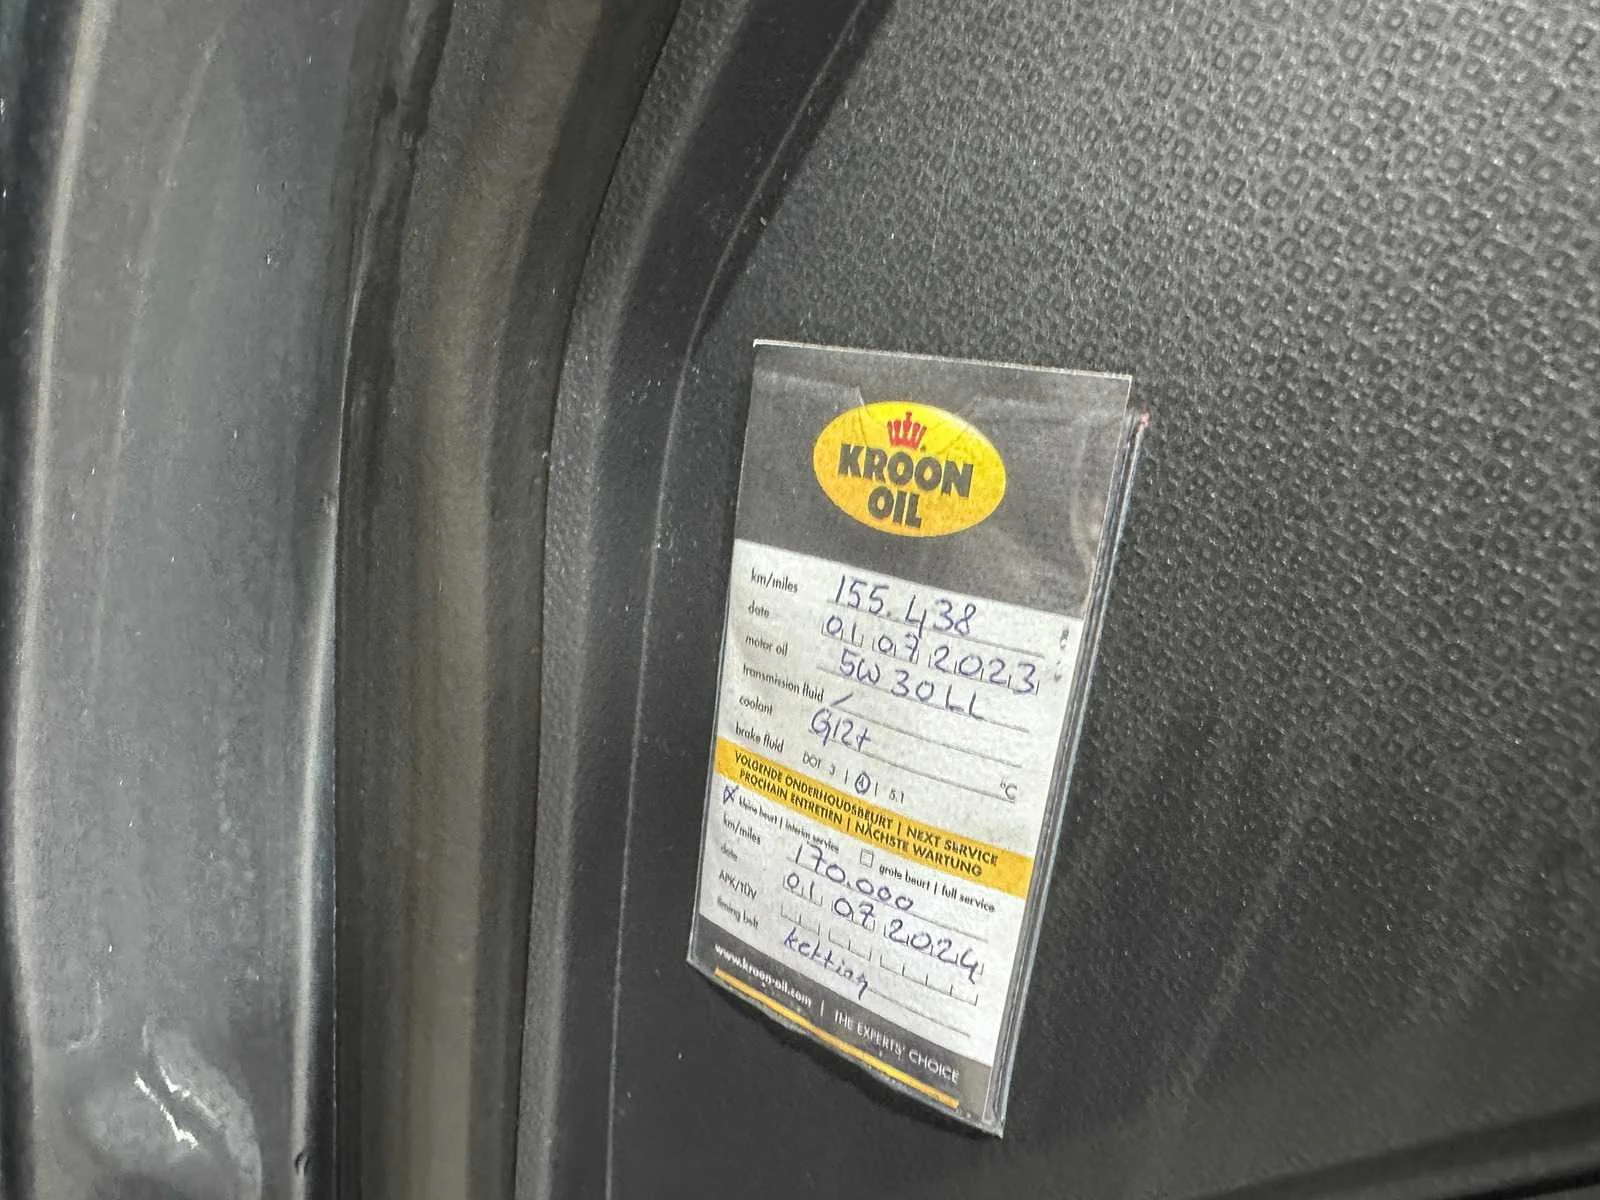 KROON
OIL
km/miles 155.438
date 01 07 2023
motor oil 5W30LL
transmission fluid /
coolant G12+ °C
brake fluid DOT 3 | 4 | 5.1
VOLGENDE ONDERHOUDSBEURT | NEXT SERVICE
PROCHAIN ENTRETIEN | NÄCHSTE WARTUNG
kleine beurt | interim service grote beurt | full service
km/miles 170.000
date 01 07 2024
APK/TÜV
timing belt ketting
www.kroon-oil.com | THE EXPERTS' CHOICE